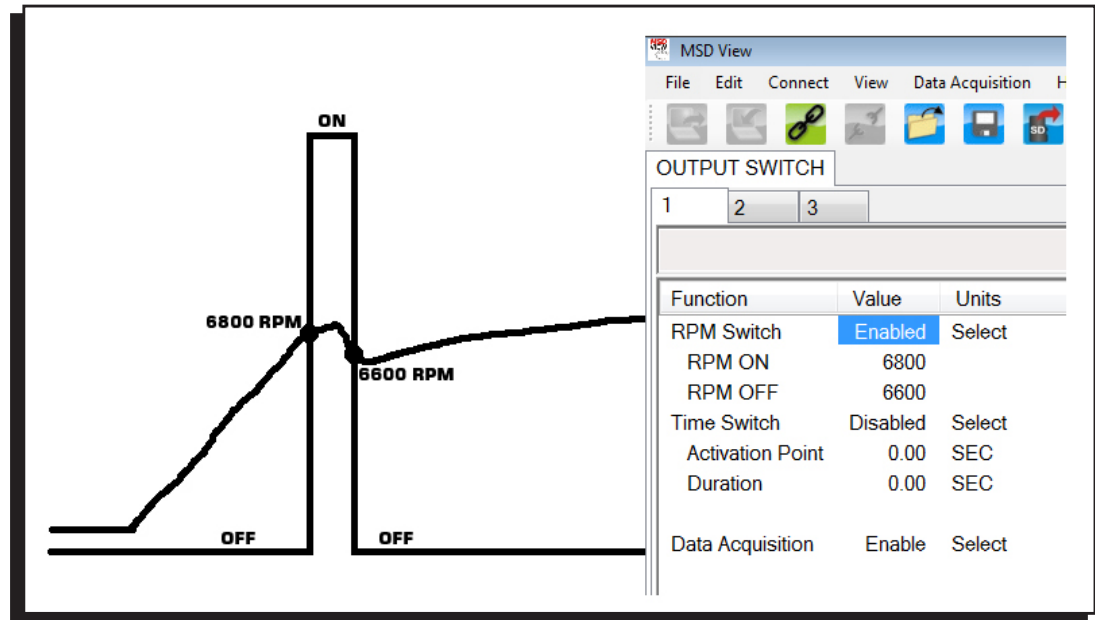 ON
6800 RPM
6600 RPM
OFF
OFF
MSD View
File Edit Connect View Data Acquisition H
SD
OUTPUT SWITCH
1 2 3
Function Value Units
RPM Switch Enabled Select
RPM ON 6800
RPM OFF 6600
Time Switch Disabled Select
Activation Point 0.00 SEC
Duration 0.00 SEC
Data Acquisition Enable Select